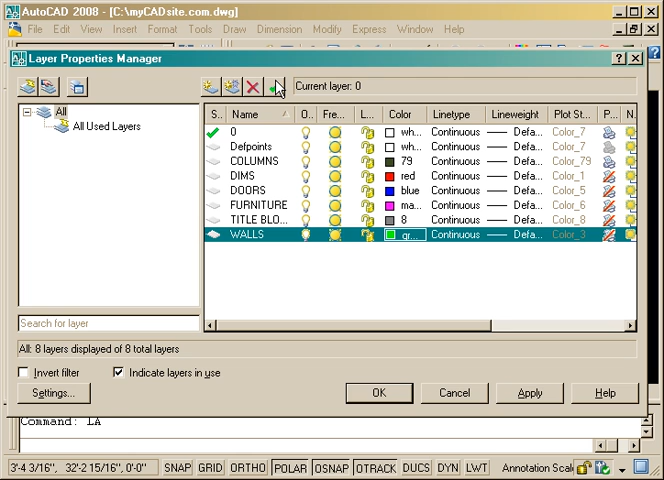 AutoCAD 2008 - [C:\myCADsite.com.dwg]
File Edit View Insert Format Tools Draw Dimension Modify Express Window Help
Layer Properties Manager
Current layer: 0
S.. Name O.. Fre... L... Color Linetype Lineweight Plot St... P... N.
0 wh... Continuous Defa... Color_7
Defpoints wh... Continuous Defa... Color_7
COLUMNS 79 Continuous Defa... Color_79
DIMS red Continuous Defa... Color_1
DOORS blue Continuous Defa... Color_5
FURNITURE ma... Continuous Defa... Color_6
TITLE BLO... 8 Continuous Defa... Color_8
WALLS gr... Continuous Defa... Color_3
All
All Used Layers
Search for layer
All: 8 layers displayed of 8 total layers
Invert filter
Indicate layers in use
Settings...
OK
Cancel
Apply
Help
Command: LA
3'-4 3/16", 32'-2 15/16", 0'-0" SNAP GRID ORTHO POLAR OSNAP OTRACK DUCS DYN LWT Annotation Scal